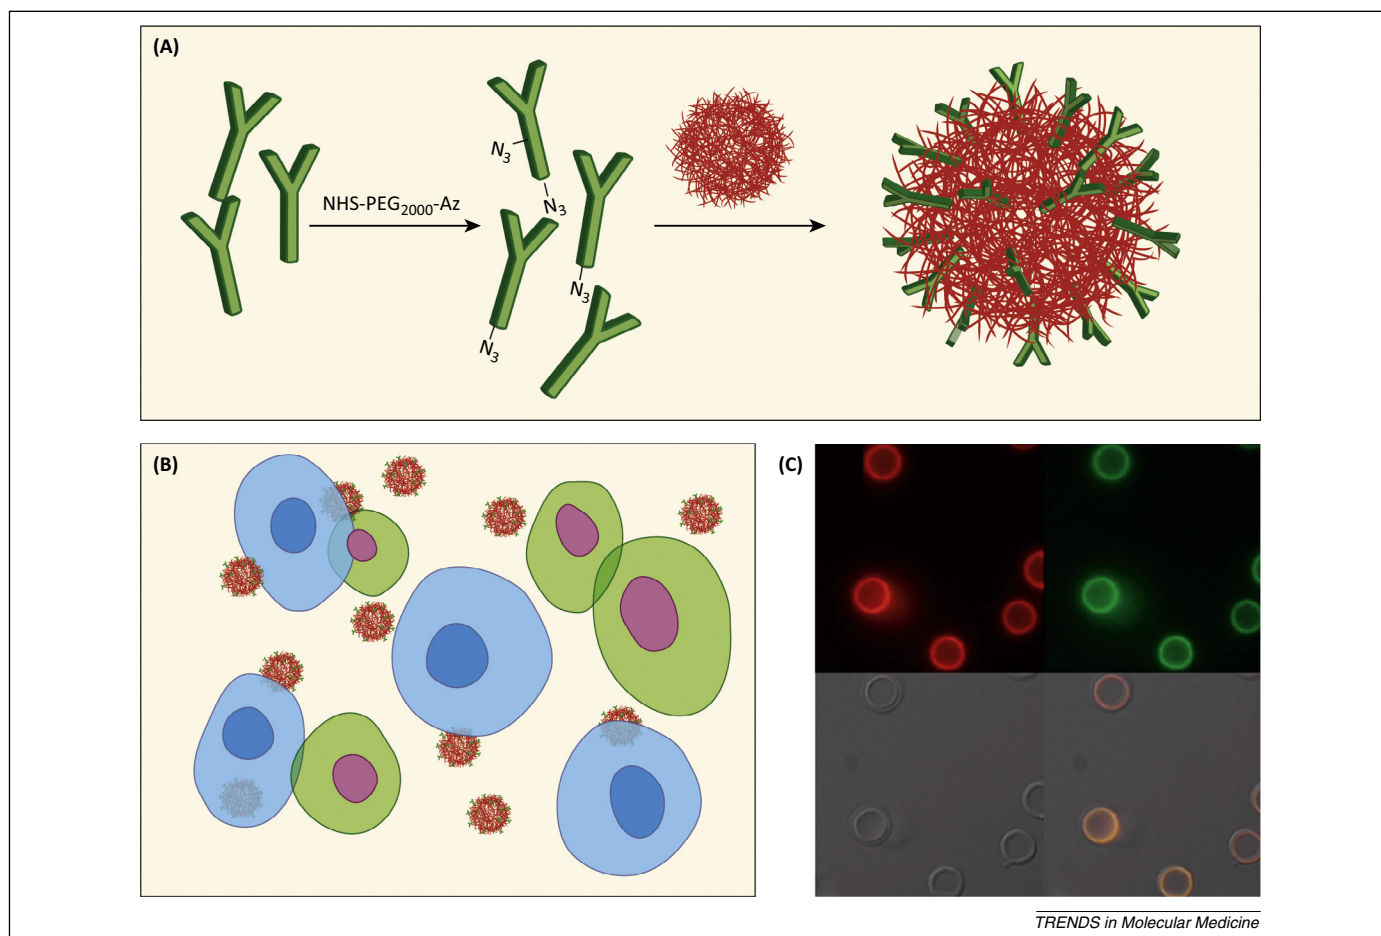 (A)
NHS-PEG2000-Az
N3
N3
N3
N3
(B)
(C)
TRENDS in Molecular Medicine